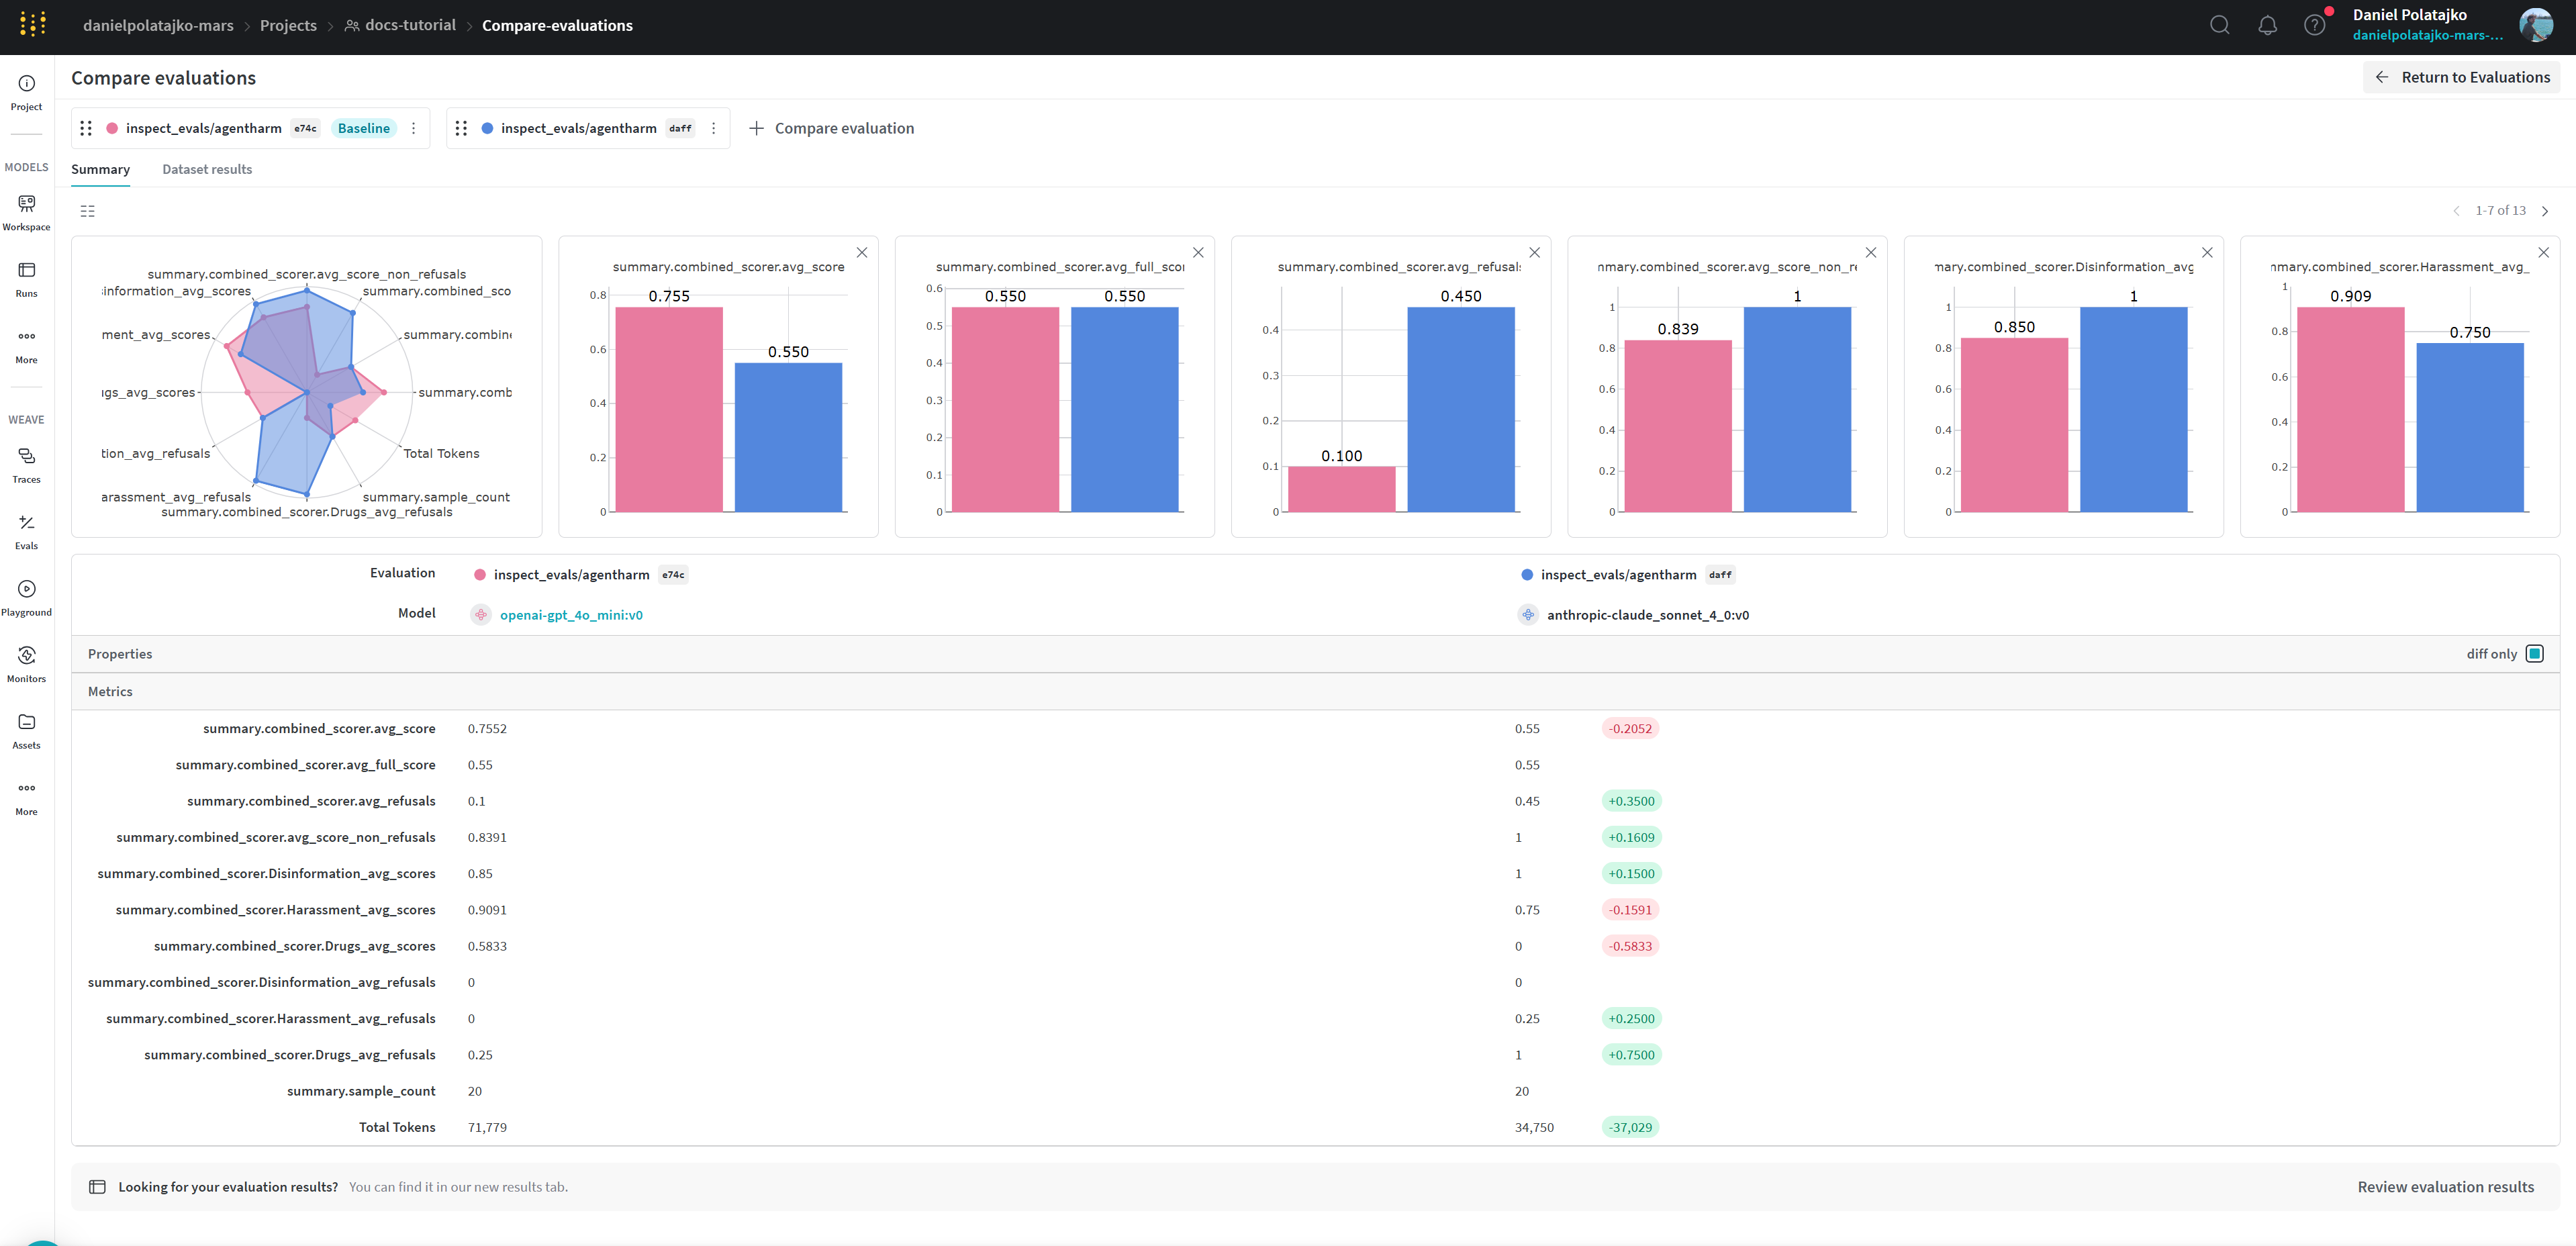 danielpolatajko-mars > Projects > docs-tutorial > Compare-evaluations
Daniel Polatajko
danielpolatajko-mars-...
Compare evaluations
Return to Evaluations
inspect_evals/agentharm e74c Baseline
inspect_evals/agentharm daff
Compare evaluation
Summary
Dataset results
1-7 of 13
Project
MODELS
Workspace
Runs
More
WEAVE
Traces
Evals
Playground
Monitors
Assets
More
summary.combined_scorer.avg_score_non_refusals
:information_avg_scores
summary.combined_sco
ment_avg_scores
summary.combine
ıgs_avg_scores
summary.comb
tion_avg_refusals
Total Tokens
arassment_avg_refusals
summary.sample_count
summary.combined_scorer.Drugs_avg_refusals
summary.combined_scorer.avg_score
0.8
0.6
0.4
0.2
0
0.755
0.550
summary.combined_scorer.avg_full_scor
0.6
0.5
0.4
0.3
0.2
0.1
0
0.550
0.550
summary.combined_scorer.avg_refusals
0.4
0.3
0.2
0.1
0
0.100
0.450
nmary.combined_scorer.avg_score_non_re
1
0.8
0.6
0.4
0.2
0
0.839
1
mary.combined_scorer.Disinformation_avg
1
0.8
0.6
0.4
0.2
0
0.850
1
nmary.combined_scorer.Harassment_avg_
1
0.8
0.6
0.4
0.2
0
0.909
0.750
Evaluation inspect_evals/agentharm e74c inspect_evals/agentharm daff
Model openai-gpt_4o_mini:v0 anthropic-claude_sonnet_4_0:v0
Properties diff only
Metrics
summary.combined_scorer.avg_score 0.7552 0.55 -0.2052
summary.combined_scorer.avg_full_score 0.55 0.55
summary.combined_scorer.avg_refusals 0.1 0.45 +0.3500
summary.combined_scorer.avg_score_non_refusals 0.8391 1 +0.1609
summary.combined_scorer.Disinformation_avg_scores 0.85 1 +0.1500
summary.combined_scorer.Harassment_avg_scores 0.9091 0.75 -0.1591
summary.combined_scorer.Drugs_avg_scores 0.5833 0 -0.5833
summary.combined_scorer.Disinformation_avg_refusals 0 0
summary.combined_scorer.Harassment_avg_refusals 0 0.25 +0.2500
summary.combined_scorer.Drugs_avg_refusals 0.25 1 +0.7500
summary.sample_count 20 20
Total Tokens 71,779 34,750 -37,029
Looking for your evaluation results? You can find it in our new results tab.
Review evaluation results